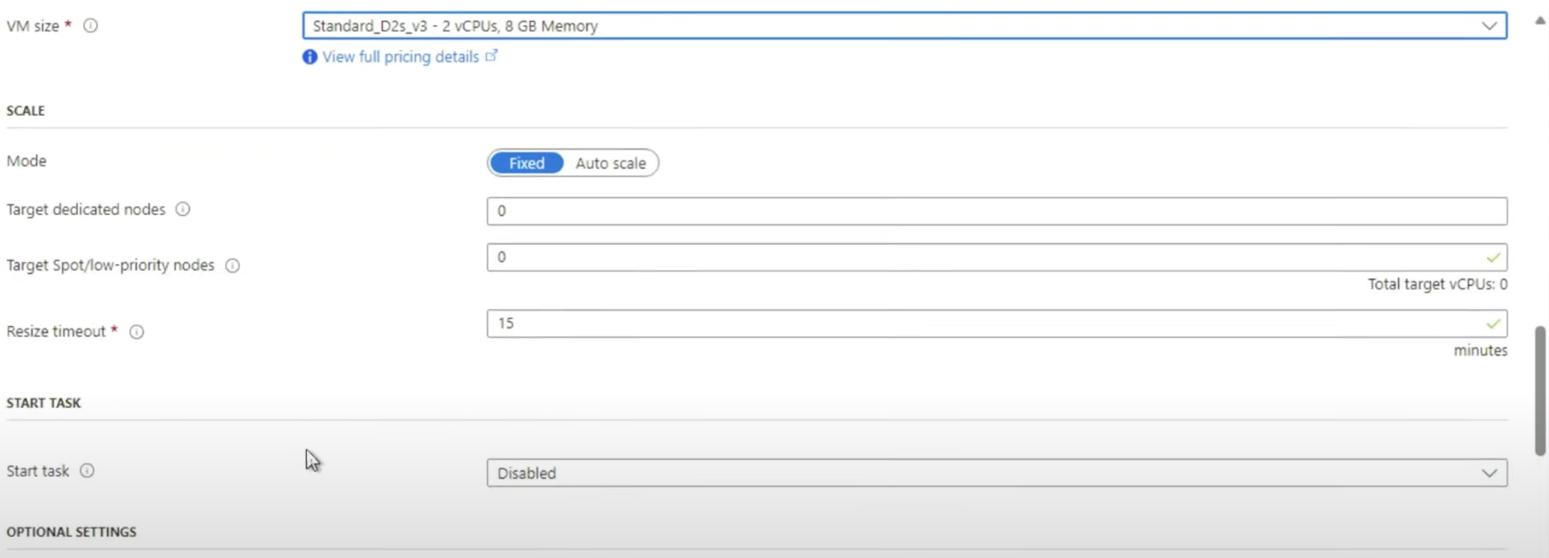 VM size *
Standard_D2s_v3 - 2 vCPUs, 8 GB Memory
View full pricing details
SCALE
Mode
Fixed Auto scale
Target dedicated nodes
0
Target Spot/low-priority nodes
0
Total target vCPUs: 0
Resize timeout *
15
minutes
START TASK
Start task
Disabled
OPTIONAL SETTINGS